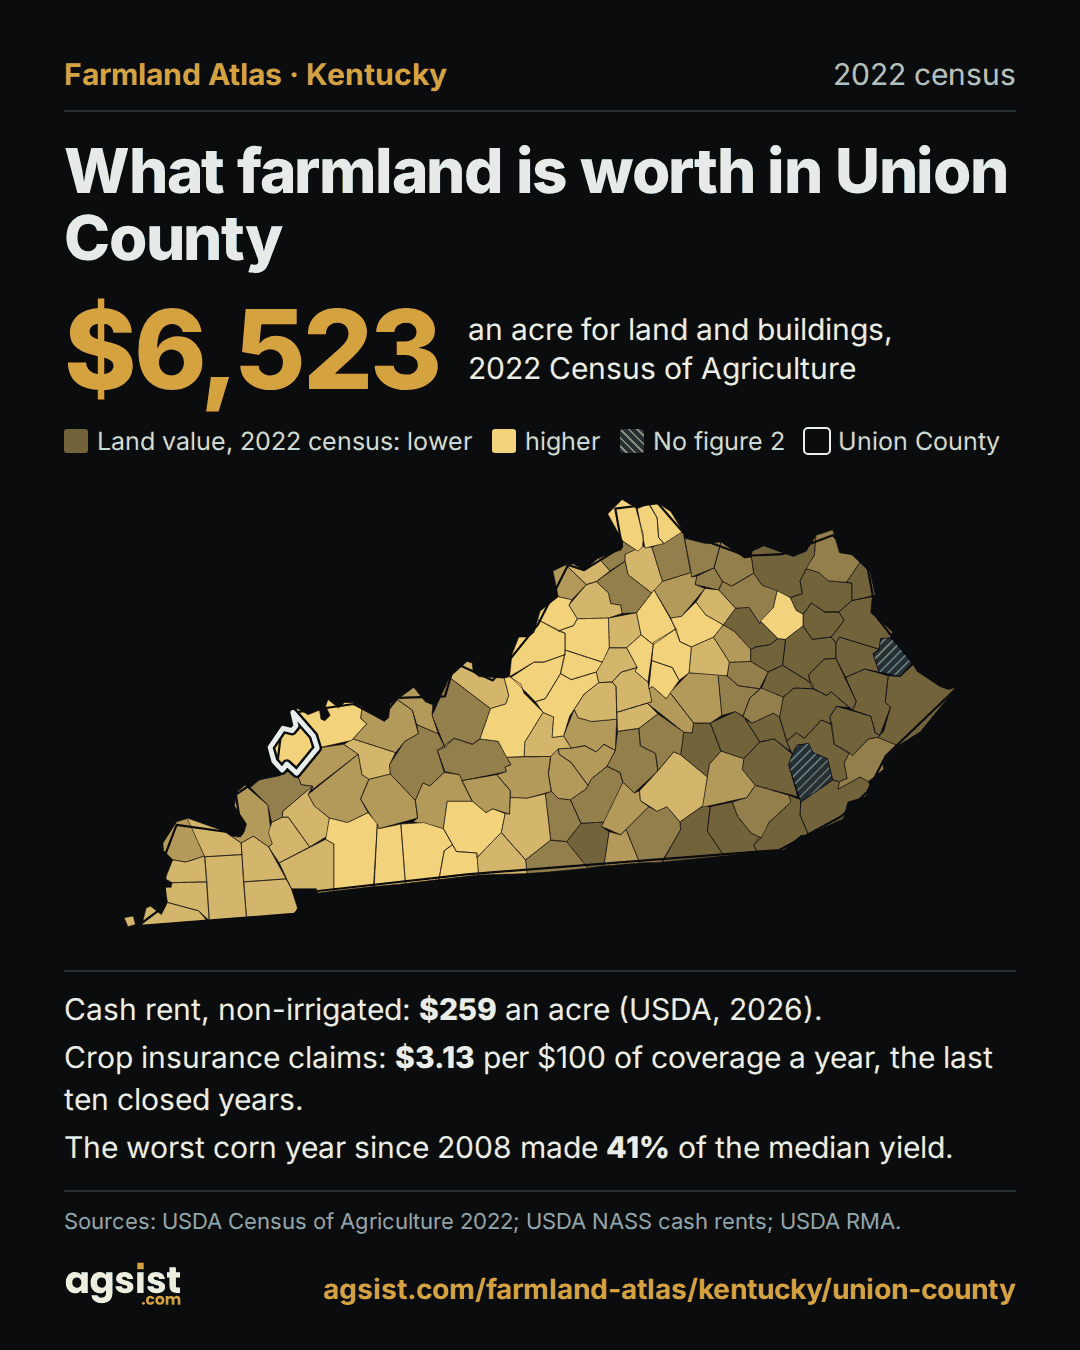 Farmland Atlas · Kentucky
2022 census
What farmland is worth in Union
County
$6,523
an acre for land and buildings,
2022 Census of Agriculture
Land value, 2022 census: lower
higher
No figure 2
Union County
Cash rent, non-irrigated: $259 an acre (USDA, 2026).
Crop insurance claims: $3.13 per $100 of coverage a year, the last
ten closed years.
The worst corn year since 2008 made 41% of the median yield.
Sources: USDA Census of Agriculture 2022; USDA NASS cash rents; USDA RMA.
agsist
.com
agsist.com/farmland-atlas/kentucky/union-county